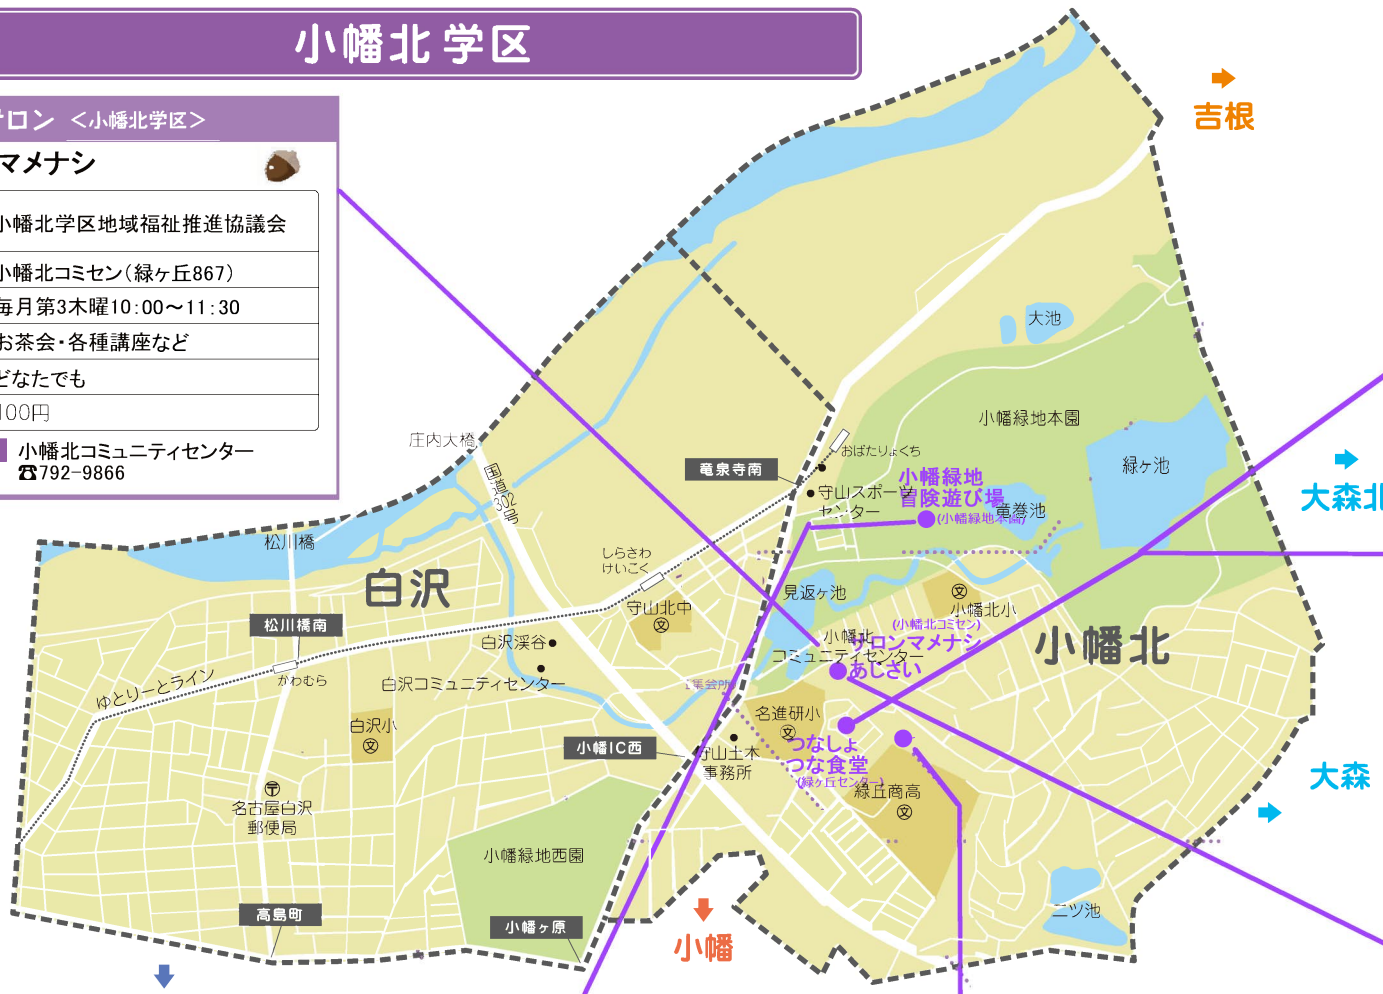 小幡北学区
サロン ＜小幡北学区＞
マメナシ
小幡北学区地域福祉推進協議会
小幡北コミセン（緑ヶ丘867）
毎月第3木曜10:00～11:30
お茶会・各種講座など
どなたでも
100円
小幡北コミュニティセンター
☎792-9866
吉根
大森北
大森
小幡
白沢
小幡北
大池
小幡緑地本園
緑ヶ池
竜巻池
庄内大橋
国道302号
竜泉寺南
おばたりょくち
守山スポーツ
センター
小幡緑地
冒険遊び場
(小幡緑地本園)
松川橋
しらさわ
けいこく
見返ヶ池
守山北中
文
文
小幡北小
松川橋南
(小幡北コミセン)
小幡北
コミュニティセンター
サロンマメナシ
あじさい
白沢渓谷
白沢コミュニティセンター
かわむら
ゆとりーとライン
集会所
白沢小
文
名進研小
文
小幡IC西
守山土木
事務所
つなしょ
つな食堂
(緑ヶ丘センター)
緑丘商高
文
〒
名古屋白沢
郵便局
小幡緑地西園
高島町
小幡ヶ原
二ツ池